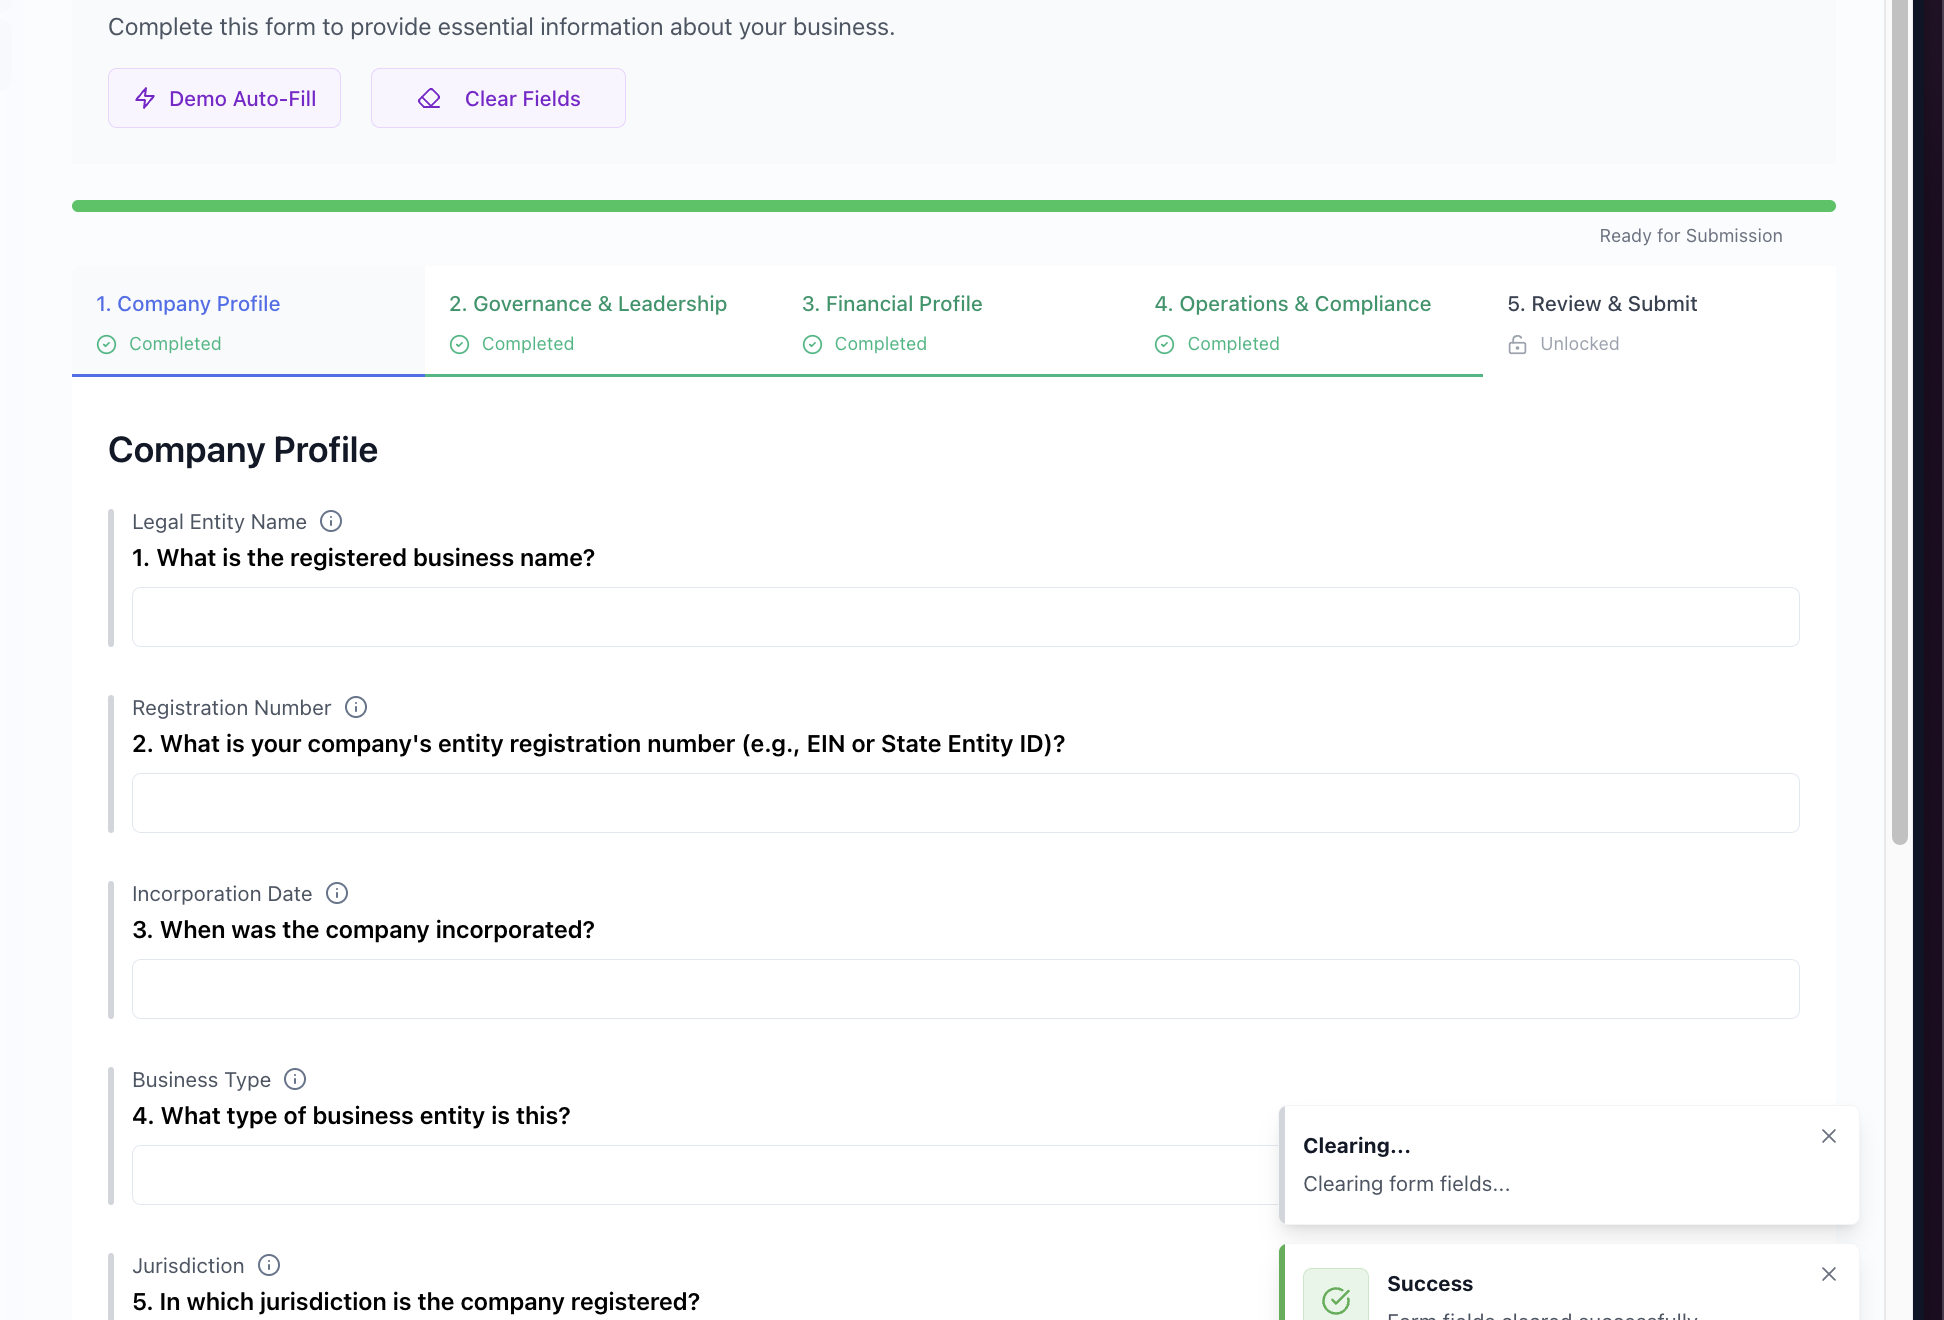 Complete this form to provide essential information about your business.
Demo Auto-Fill
Clear Fields
Ready for Submission
1. Company Profile
Completed
2. Governance & Leadership
Completed
3. Financial Profile
Completed
4. Operations & Compliance
Completed
5. Review & Submit
Unlocked
Company Profile
Legal Entity Name
1. What is the registered business name?
Registration Number
2. What is your company's entity registration number (e.g., EIN or State Entity ID)?
Incorporation Date
3. When was the company incorporated?
Business Type
4. What type of business entity is this?
Jurisdiction
5. In which jurisdiction is the company registered?
Clearing...
Clearing form fields...
Success
Form fields cleared successfully